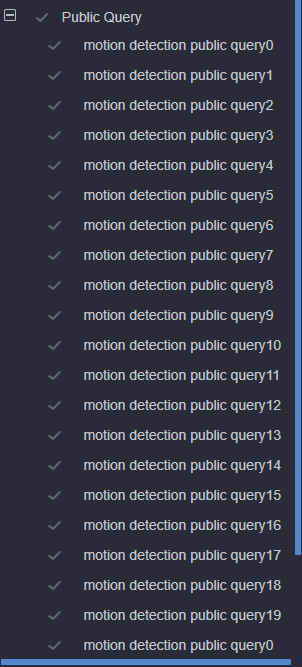 Public Query
motion detection public query0
motion detection public query1
motion detection public query2
motion detection public query3
motion detection public query4
motion detection public query5
motion detection public query6
motion detection public query7
motion detection public query8
motion detection public query9
motion detection public query10
motion detection public query11
motion detection public query12
motion detection public query13
motion detection public query14
motion detection public query15
motion detection public query16
motion detection public query17
motion detection public query18
motion detection public query19
motion detection public query0